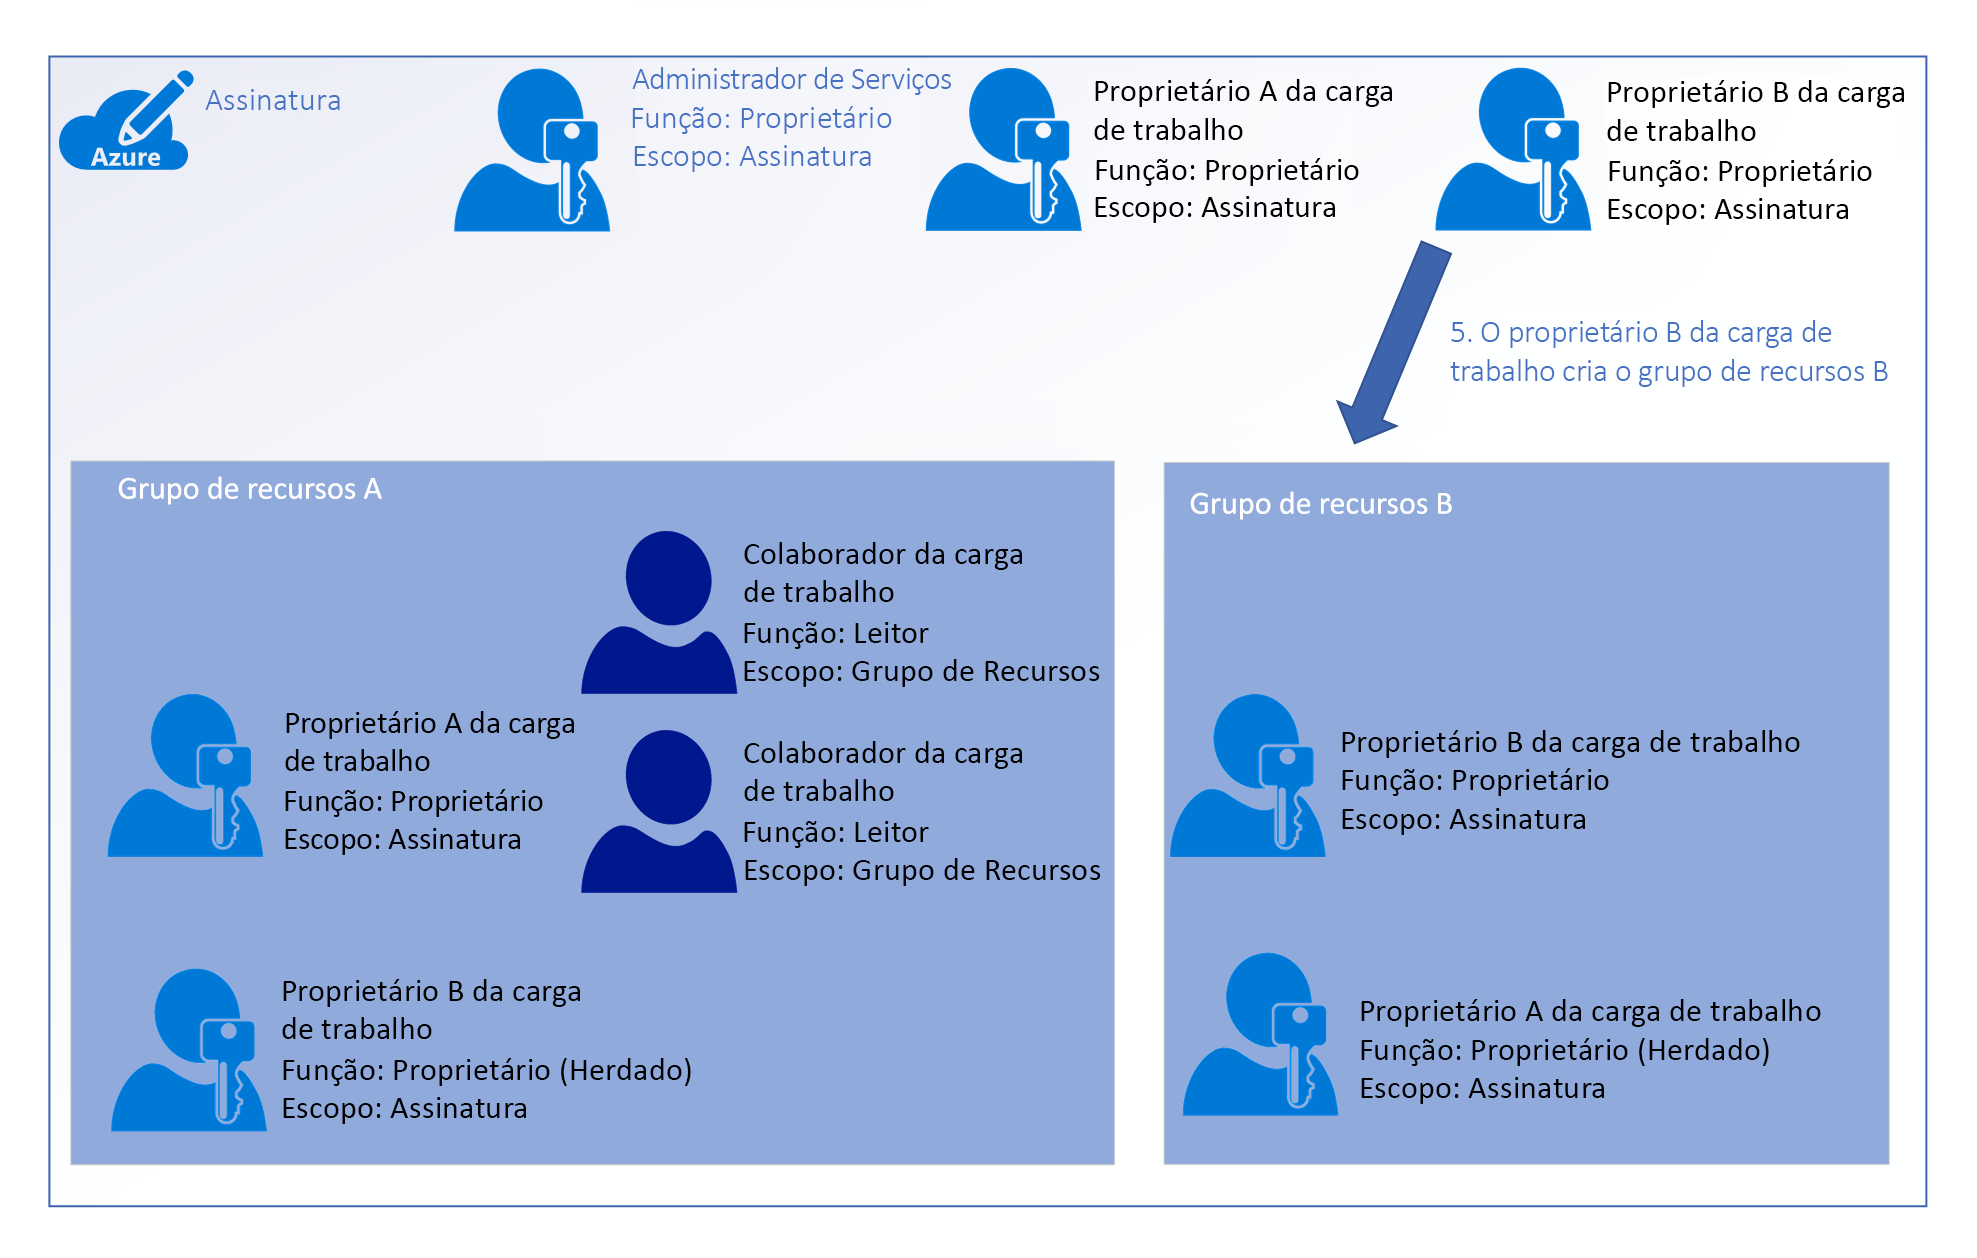 Azure
Assinatura
Administrador de Serviços
Função: Proprietário
Escopo: Assinatura
Proprietário A da carga
de trabalho
Função: Proprietário
Escopo: Assinatura
Proprietário B da carga
de trabalho
Função: Proprietário
Escopo: Assinatura
5. O proprietário B da carga de
trabalho cria o grupo de recursos B
Grupo de recursos A
Colaborador da carga
de trabalho
Função: Leitor
Escopo: Grupo de Recursos
Proprietário A da carga
de trabalho
Função: Proprietário
Escopo: Assinatura
Colaborador da carga
de trabalho
Função: Leitor
Escopo: Grupo de Recursos
Proprietário B da carga
de trabalho
Função: Proprietário (Herdado)
Escopo: Assinatura
Grupo de recursos B
Proprietário B da carga de trabalho
Função: Proprietário
Escopo: Assinatura
Proprietário A da carga de trabalho
Função: Proprietário (Herdado)
Escopo: Assinatura